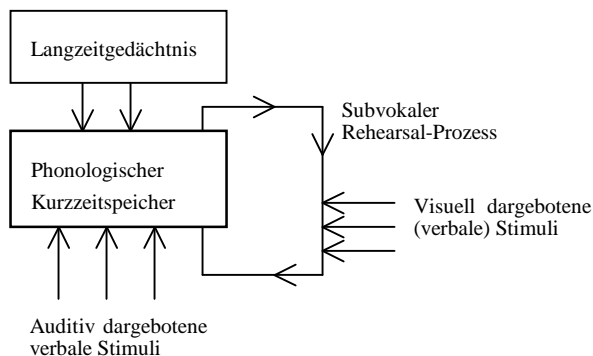 Langzeitgedächtnis
Subvokaler
Rehearsal-Prozess
Phonologischer
Kurzzeitspeicher
Visuell dargebotene
(verbale) Stimuli
Auditiv dargebotene
verbale Stimuli